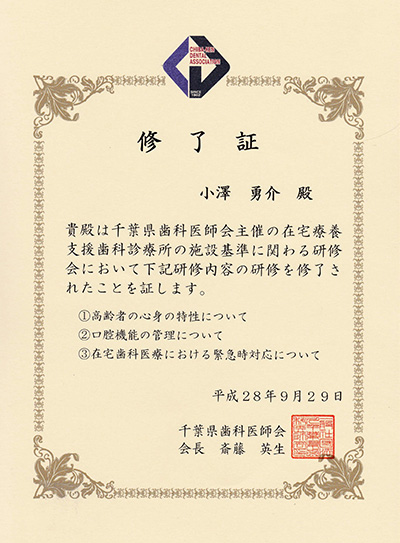 CHIBA-KEN
DENTAL
ASSOCIATION
SINCE
修了証
小澤 勇介 殿
貴殿は千葉県歯科医師会主催の在宅療養
支援歯科診療所の施設基準に関わる研修
会において下記研修内容の研修を修了さ
れたことを証します。
①高齢者の心身の特性について
②口腔機能の管理について
③在宅歯科医療における緊急時対応について
平成28年9月29日
千葉県歯科医師会
会長 斎藤 英生